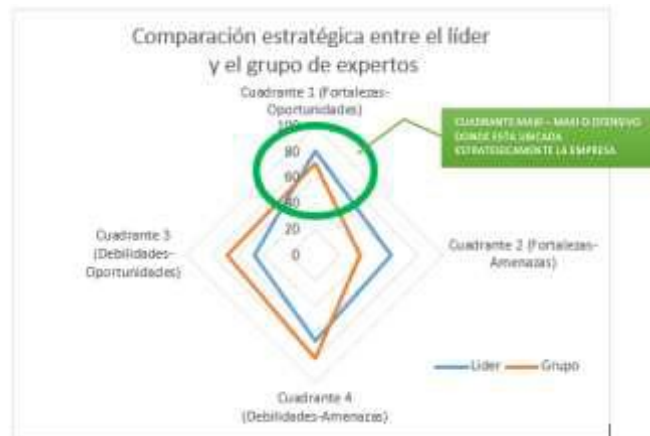 Comparación estratégica entre el líder
y el grupo de expertos
Cuadrante 1 (Fortalezas-
Oportunidades)
100
80
60
40
20
0
CUADRANTE MAXI – MAXI O OFENSIVO
DONDE ESTA UBICADA
ESTRATEGICAMENTE LA EMPRESA
Cuadrante 3
(Debilidades-
Oportunidades)
Cuadrante 2 (Fortalezas-
Amenazas)
Lider
Grupo
Cuadrante 4
(Debilidades-Amenazas)